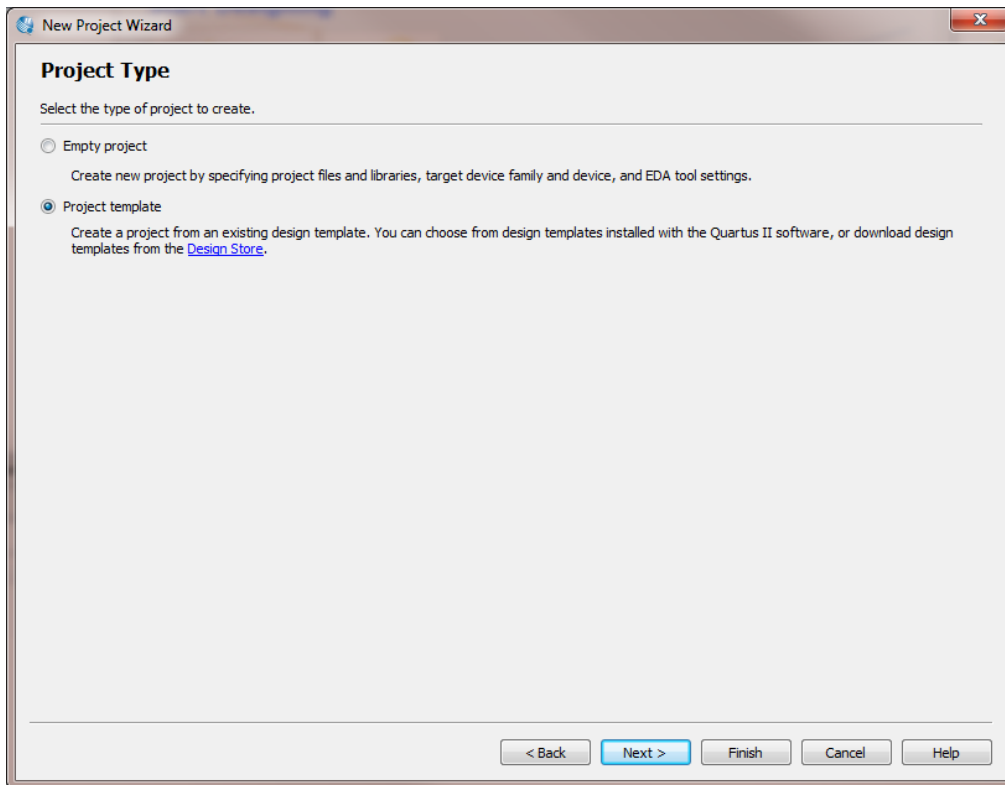 New Project Wizard
Project Type
Select the type of project to create.
Empty project
Create new project by specifying project files and libraries, target device family and device, and EDA tool settings.
Project template
Create a project from an existing design template. You can choose from design templates installed with the Quartus II software, or download design
templates from the Design Store.
< Back Next > Finish Cancel Help